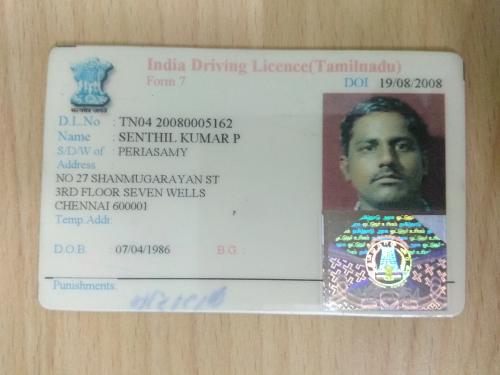 India Driving Licence(Tamilnadu)
Form 7
DOI 19/08/2008
D.L.No : TN04 20080005162
Name : SENTHIL KUMAR P
S/D/W of : PERIASAMY
Address
NO 27 SHANMUGARAYAN ST
3RD FLOOR SEVEN WELLS
CHENNAI 600001
Temp.Addr:
D.O.B. 07/04/1986 B.G. :
Punishments: